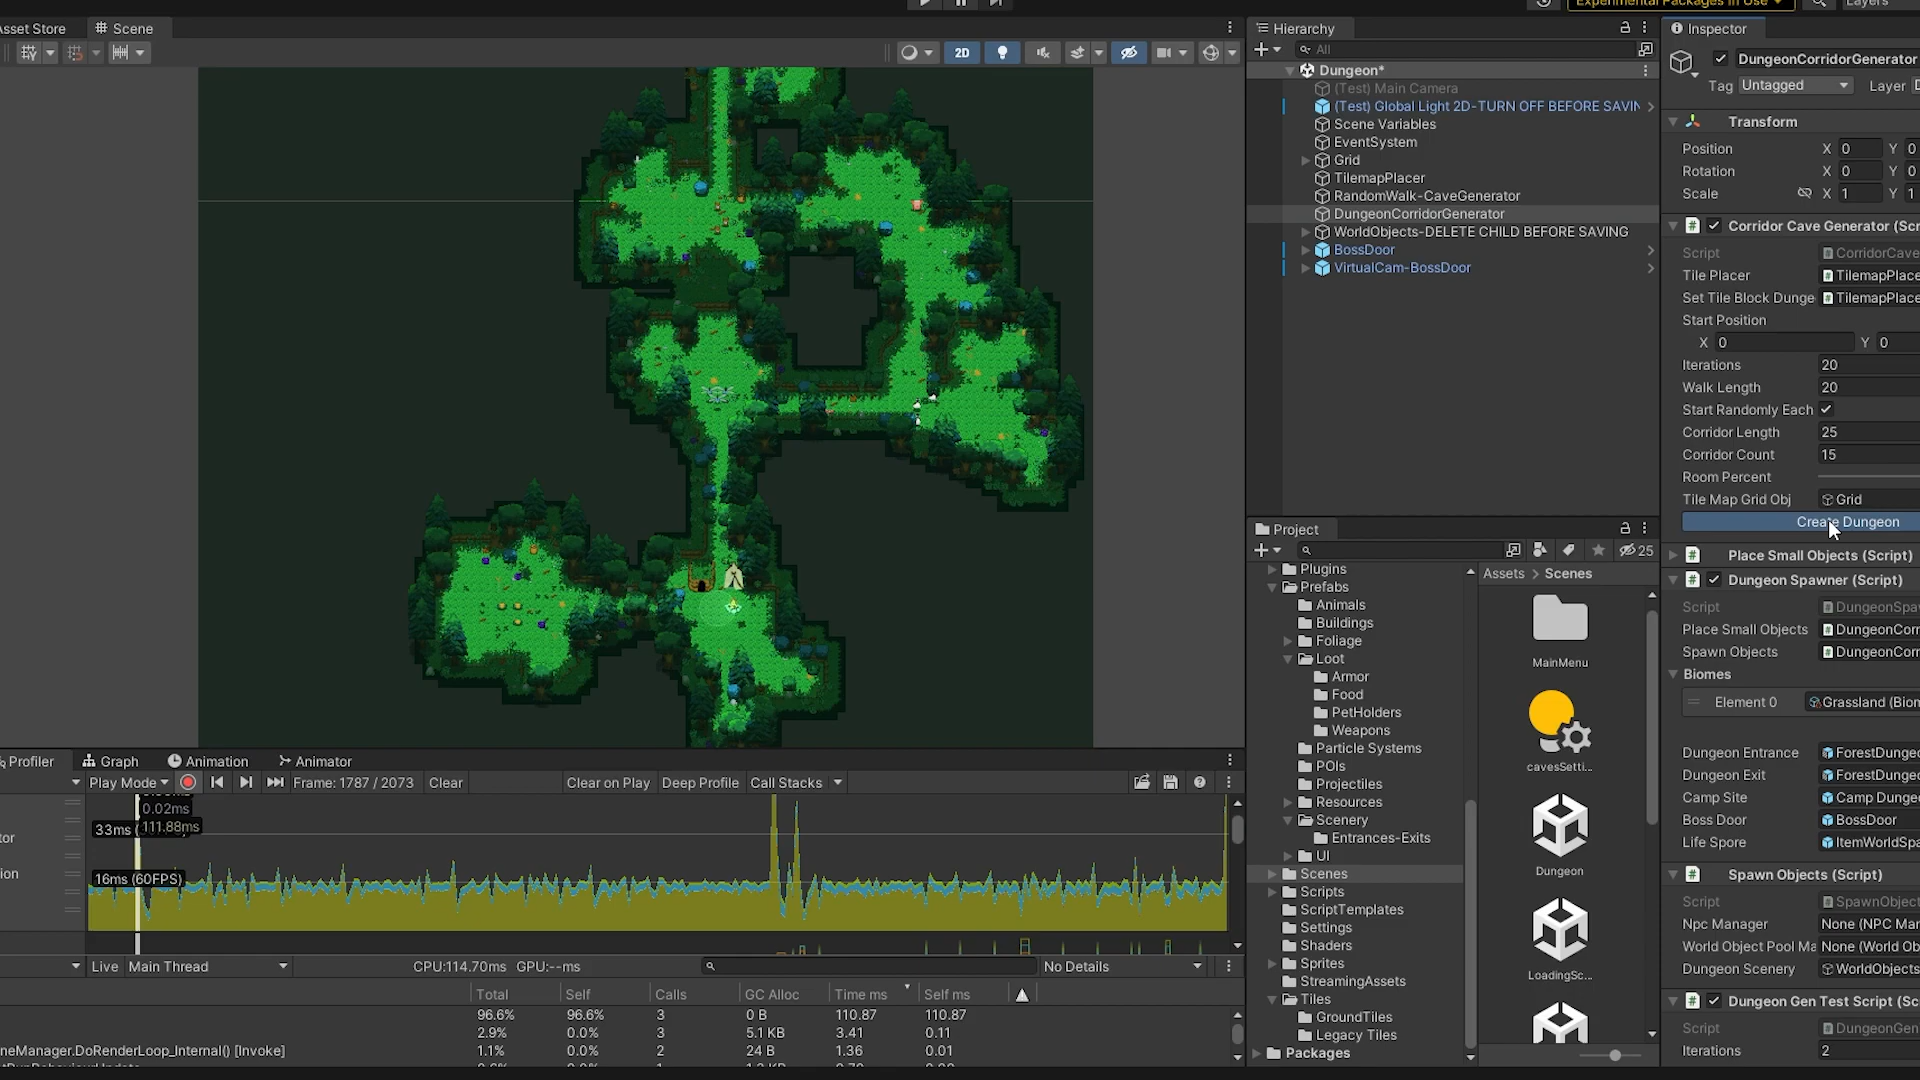 Experimental Packages in Use
Layers
Asset Store
Scene
2D
Hierarchy
All
Dungeon*
(Test) Main Camera
(Test) Global Light 2D-TURN OFF BEFORE SAVIN
Scene Variables
EventSystem
Grid
TilemapPlacer
RandomWalk-CaveGenerator
DungeonCorridorGenerator
WorldObjects-DELETE CHILD BEFORE SAVING
BossDoor
VirtualCam-BossDoor
Inspector
DungeonCorridorGenerator
Tag Untagged Layer D
Transform
Position X 0 Y 0
Rotation X 0 Y 0
Scale X 1 Y 1
Corridor Cave Generator (Scr
Script CorridorCave
Tile Placer TilemapPlace
Set Tile Block Dunge TilemapPlace
Start Position
X 0 Y 0
Iterations 20
Walk Length 20
Start Randomly Each
Corridor Length 25
Corridor Count 15
Room Percent
Tile Map Grid Obj Grid
Create Dungeon
Place Small Objects (Script)
Dungeon Spawner (Script)
Script DungeonSpa
Place Small Objects DungeonCorr
Spawn Objects DungeonCorr
Biomes
Element 0 Grassland (Bion
Dungeon Entrance ForestDunge
Dungeon Exit ForestDunge
Camp Site Camp Dunge
Boss Door BossDoor
Life Spore ItemWorldSpa
Spawn Objects (Script)
Script SpawnObject
Npc Manager None (NPC Mar
World Object Pool Ma None (World Ob
Dungeon Scenery WorldObjects
Dungeon Gen Test Script (Sc
Script DungeonGen
Iterations 2
Project
25
Plugins
Prefabs
Animals
Buildings
Foliage
Loot
Armor
Food
PetHolders
Weapons
Particle Systems
POIs
Projectiles
Resources
Scenery
Entrances-Exits
UI
Scenes
Scripts
ScriptTemplates
Settings
Shaders
Sprites
StreamingAssets
Tiles
GroundTiles
Legacy Tiles
Packages
Assets > Scenes
MainMenu
cavesSetti...
Dungeon
LoadingSc...
Profiler
Graph
Animation
Animator
Play Mode
Frame: 1787 / 2073
Clear
Clear on Play
Deep Profile
Call Stacks
tor
ion
0.02ms
33ms (
111.88ms
16ms (60FPS)
Live
Main Thread
CPU:114.70ms GPU:--ms
No Details
Total Self Calls GC Alloc Time ms Self ms
96.6% 96.6% 3 0 B 110.87 110.87
2.9% 0.0% 3 5.1 KB 3.41 0.11
neManager.DoRenderLoop_Internal() [Invoke] 1.1% 0.0% 2 24 B 1.36 0.01